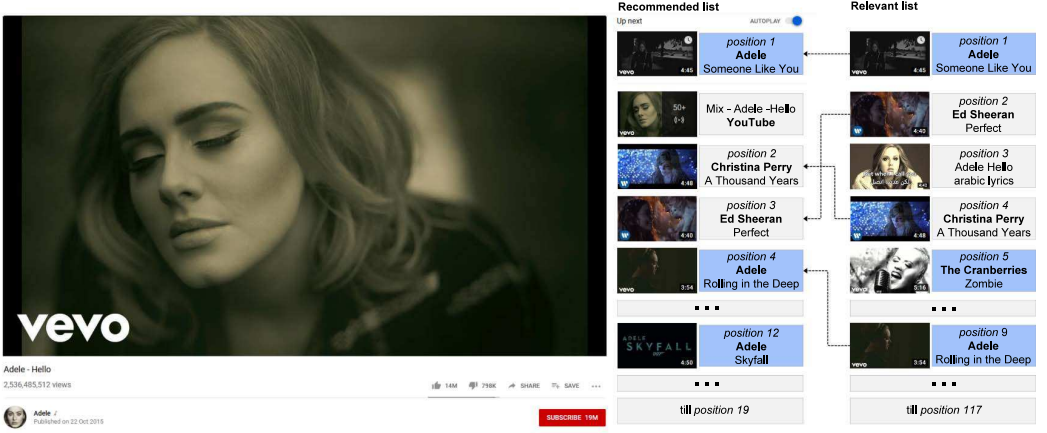 Recommended list
Relevant list
Up next
AUTOPLAY
vevo
Adele - Hello
2,536,485,512 views
14M
798K
SHARE
SAVE
...
Adele
Published on 22 Oct 2015
SUBSCRIBE 19M
vevo
4:45
position 1
Adele
Someone Like You
vevo
50+
Mix - Adele -Hello
YouTube
4:48
position 2
Christina Perry
A Thousand Years
4:40
position 3
Ed Sheeran
Perfect
vevo
3:54
position 4
Adele
Rolling in the Deep
...
ADELE
SKYFALL
007
4:50
position 12
Adele
Skyfall
...
till position 19
vevo
4:45
position 1
Adele
Someone Like You
4:40
position 2
Ed Sheeran
Perfect
position 3
Adele Hello
arabic lyrics
4:48
position 4
Christina Perry
A Thousand Years
5:16
position 5
The Cranberries
Zombie
...
vevo
3:54
position 9
Adele
Rolling in the Deep
...
till position 117